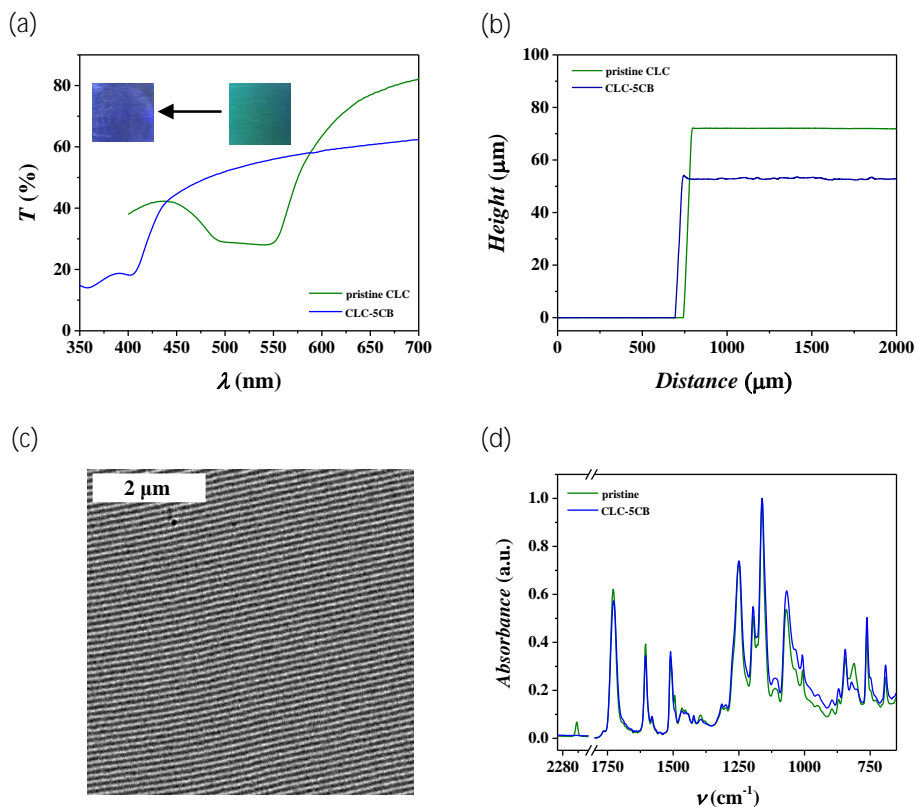 (a)
T (%)
80
60
40
20
0
pristine CLC
CLC-5CB
350 400 450 500 550 600 650 700
λ (nm)
(b)
Height (μm)
100
80
60
40
20
0
pristine CLC
CLC-5CB
0 500 1000 1500 2000
Distance (μm)
(c)
2 μm
(d)
Absorbance (a.u.)
1.0
0.8
0.6
0.4
0.2
0.0
pristine
CLC-5CB
2280 1750 1500 1250 1000 750
ν (cm⁻¹)